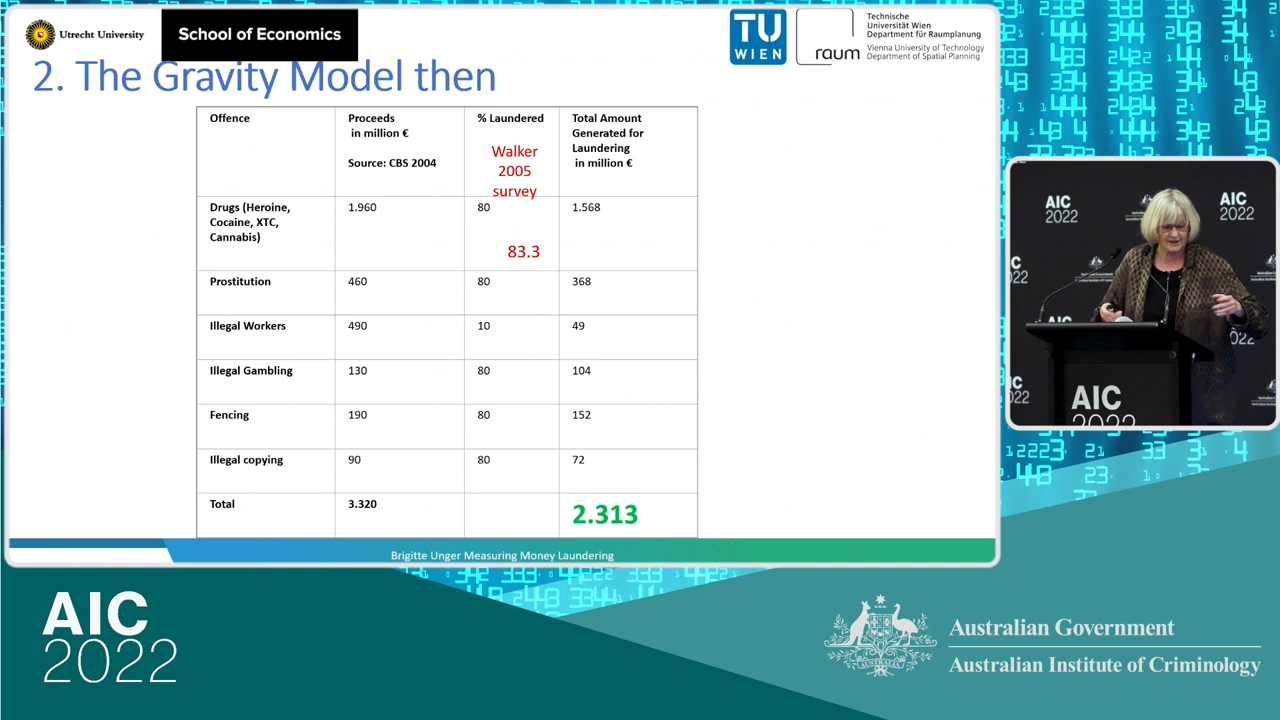 Utrecht University
School of Economics
TU
WIEN
raum
Technische
Universität Wien
Department für Raumplanung
Vienna University of Technology
Department of Spatial Planning
2. The Gravity Model then
Offence
Proceeds
in million €
Source: CBS 2004
% Laundered
Walker
2005
survey
Total Amount
Generated for
Laundering
in million €
Drugs (Heroine,
Cocaine, XTC,
Cannabis)
1.960
80
83.3
1.568
Prostitution
460
80
368
Illegal Workers
490
10
49
Illegal Gambling
130
80
104
Fencing
190
80
152
Illegal copying
90
80
72
Total
3.320
2.313
Brigitte Unger Measuring Money Laundering
AIC
2022
AIC
2022
AIC
2022
AIC
2022
Australian Government
Australian Institute of Criminology